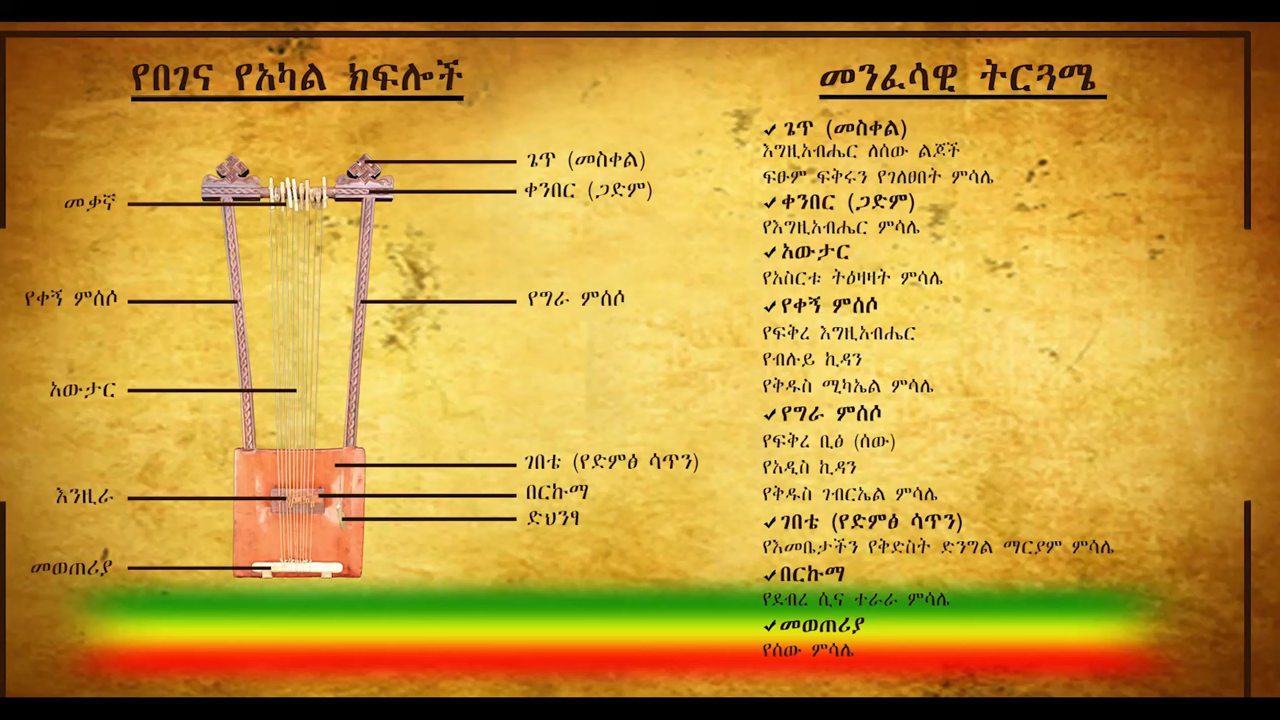 የበገና የአካል ክፍሎች
ጌጥ (መስቀል)
ቀንበር (ጋድም)
መቃኛ
የቀኝ ምሰሶ
የግራ ምሰሶ
አውታር
ገበቴ (የድምፅ ሳጥን)
እንዚራ
በርኩማ
ድህንፃ
መወጠሪያ
መንፈሳዊ ትርጓሜ
✓ ጌጥ (መስቀል)
እግዚአብሔር ለሰው ልጆች
ፍፁም ፍቅሩን የገለፀበት ምሳሌ
✓ ቀንበር (ጋድም)
የእግዚአብሔር ምሳሌ
✓ አውታር
የአስርቱ ትዕዛዛት ምሳሌ
✓ የቀኝ ምሰሶ
የፍቅረ እግዚአብሔር
የብሉይ ኪዳን
የቅዱስ ሚካኤል ምሳሌ
✓ የግራ ምሰሶ
የፍቅረ ቢፅ (ሰው)
የአዲስ ኪዳን
የቅዱስ ገብርኤል ምሳሌ
✓ ገበቴ (የድምፅ ሳጥን)
የእመቤታችን የቅድስት ድንግል ማርያም ምሳሌ
✓ በርኩማ
የደብረ ሲና ተራራ ምሳሌ
✓ መወጠሪያ
የሰው ምሳሌ